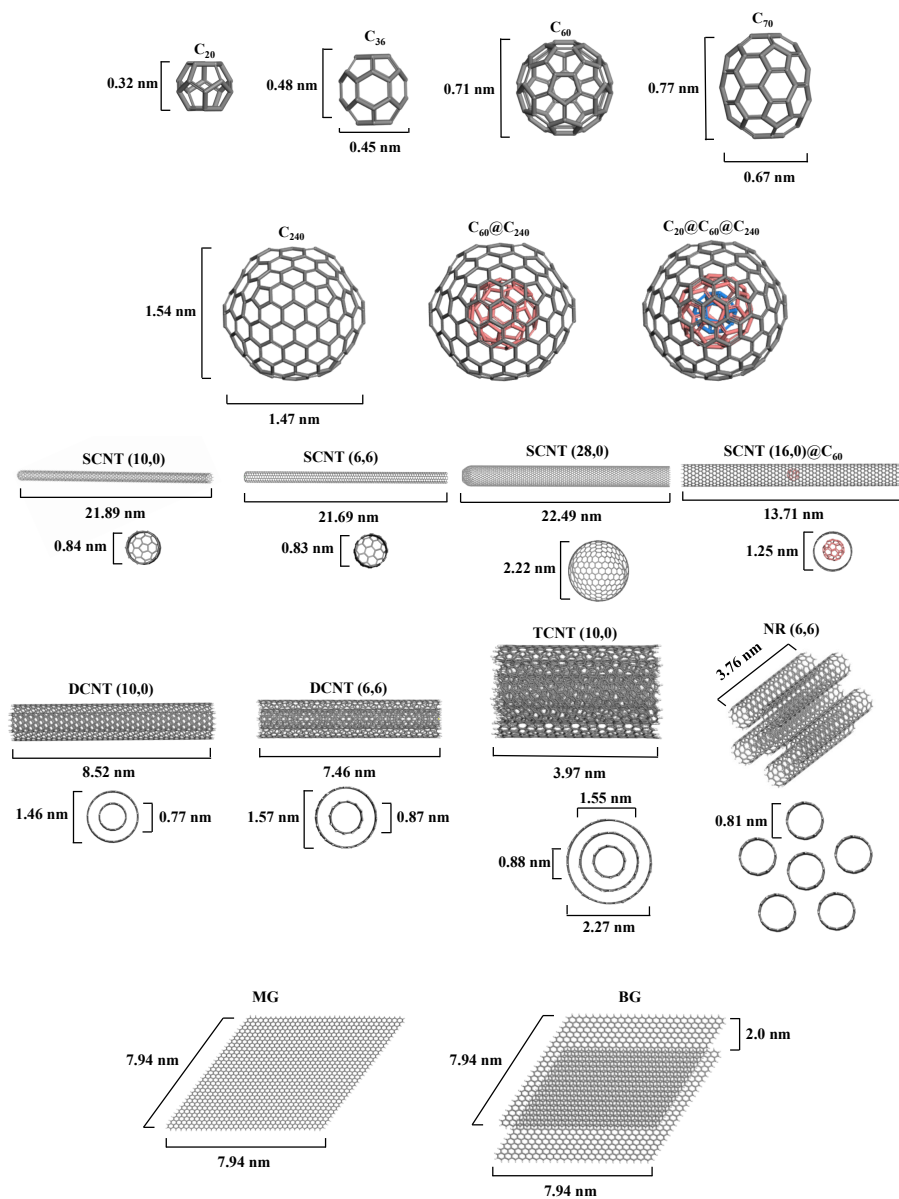 C₂₀
C₃₆
C₆₀
C₇₀
0.32 nm
0.48 nm
0.45 nm
0.71 nm
0.77 nm
0.67 nm
C₂₄₀
C₆₀@C₂₄₀
C₂₀@C₆₀@C₂₄₀
1.54 nm
1.47 nm
SCNT (10,0)
SCNT (6,6)
SCNT (28,0)
SCNT (16,0)@C₆₀
21.89 nm
21.69 nm
22.49 nm
13.71 nm
0.84 nm
0.83 nm
2.22 nm
1.25 nm
DCNT (10,0)
DCNT (6,6)
TCNT (10,0)
NR (6,6)
3.76 nm
8.52 nm
7.46 nm
3.97 nm
1.46 nm
0.77 nm
1.57 nm
0.87 nm
1.55 nm
0.88 nm
2.27 nm
0.81 nm
MG
BG
7.94 nm
7.94 nm
7.94 nm
2.0 nm
7.94 nm